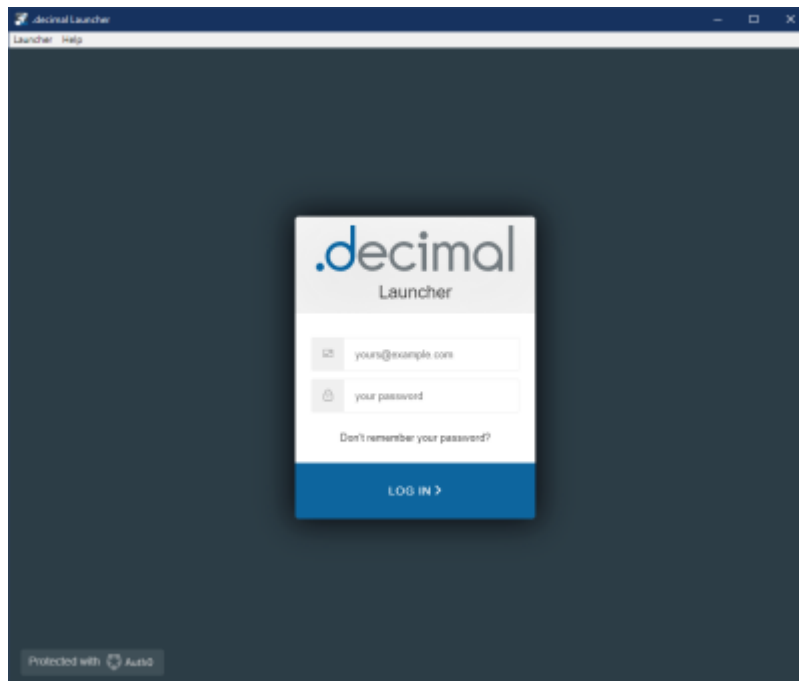 .decimal Launcher
Launcher Help
.decimal
Launcher
yours@example.com
your password
Don't remember your password?
LOG IN >
Protected with Auth0